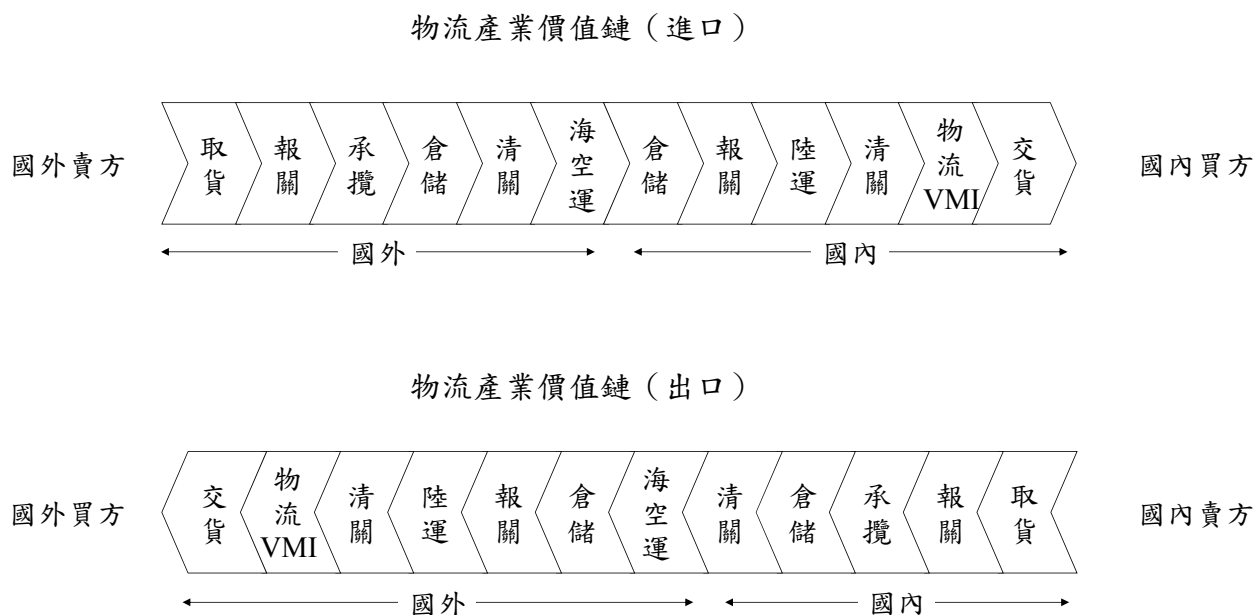 物流產業價值鏈（進口）
國外賣方
取貨
報關
承攬
倉儲
清關
海空運
倉儲
報關
陸運
清關
物流VMI
交貨
國內買方
國外
國內
物流產業價值鏈（出口）
國外買方
交貨
物流VMI
清關
陸運
報關
倉儲
海空運
清關
倉儲
承攬
報關
取貨
國內賣方
國外
國內